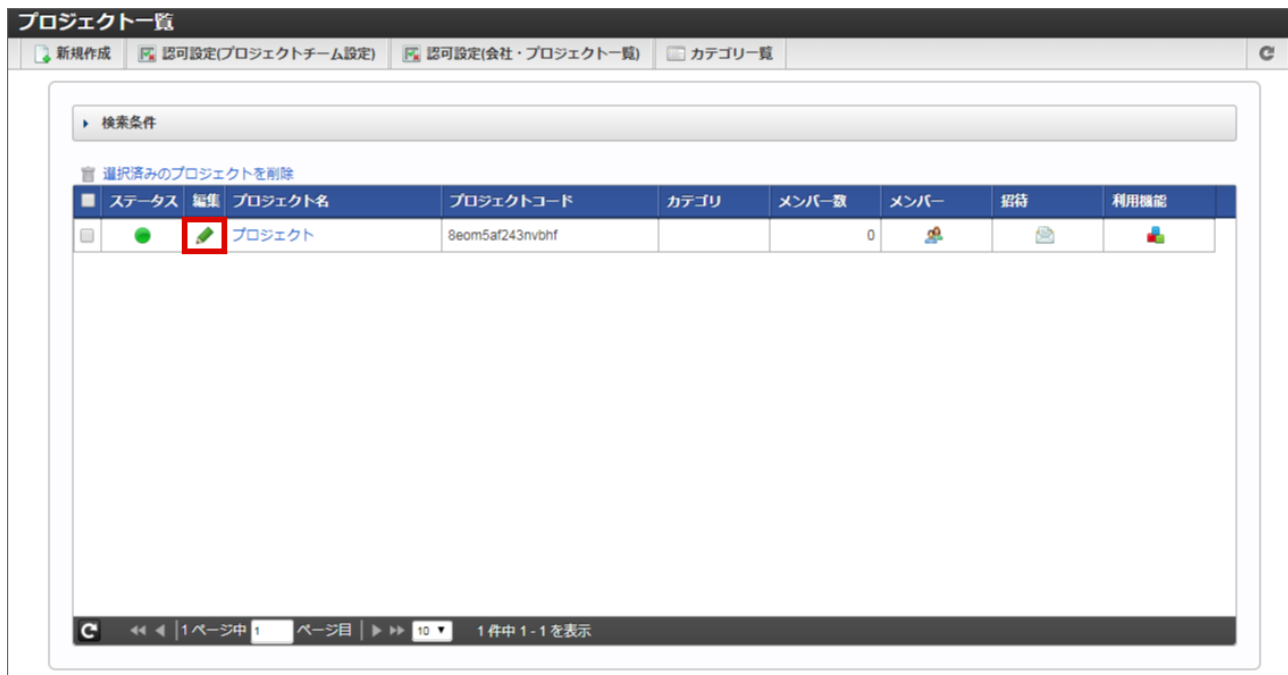 プロジェクト一覧
新規作成 認可設定(プロジェクトチーム設定) 認可設定(会社・プロジェクト一覧) カテゴリ一覧
検索条件
選択済みのプロジェクトを削除
ステータス 編集 プロジェクト名 プロジェクトコード カテゴリ メンバー数 メンバー 招待 利用機能
プロジェクト 8eom5af243nvbhf 0
1ページ中 1 ページ目 10 1件中 1 - 1 を表示